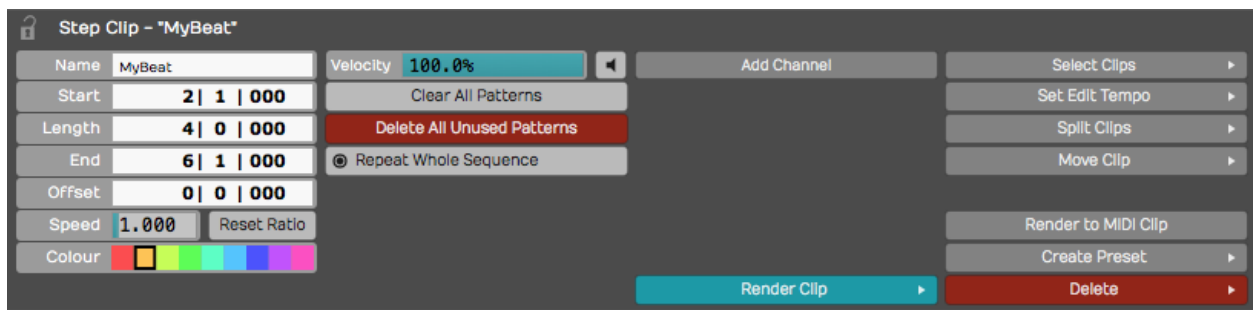 Step Clip - "MyBeat"
Name MyBeat
Start 2| 1 | 000
Length 4| 0 | 000
End 6| 1 | 000
Offset 0| 0 | 000
Speed 1.000 Reset Ratio
Colour
Velocity 100.0%
Clear All Patterns
Delete All Unused Patterns
Repeat Whole Sequence
Add Channel
Render Clip
Select Clips
Set Edit Tempo
Split Clips
Move Clip
Render to MIDI Clip
Create Preset
Delete